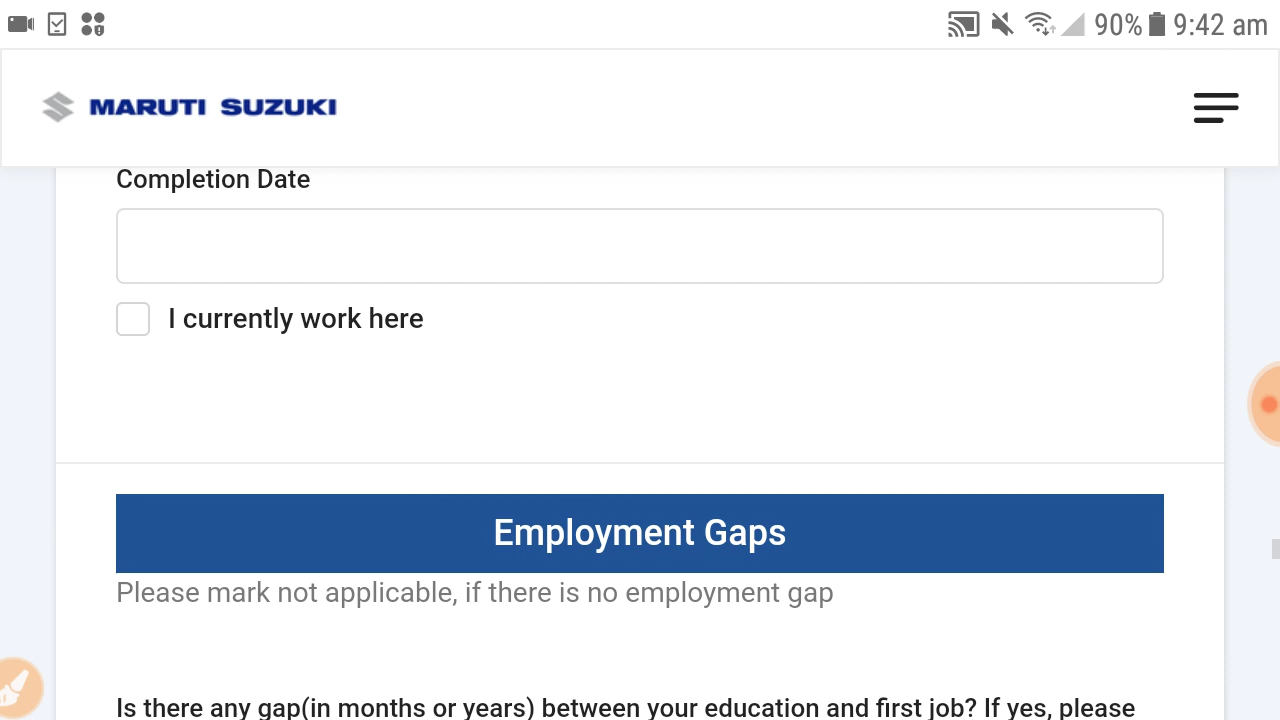 90% 9:42 am
MARUTI SUZUKI
Completion Date
I currently work here
Employment Gaps
Please mark not applicable, if there is no employment gap
Is there any gap(in months or years) between your education and first job? If yes, please